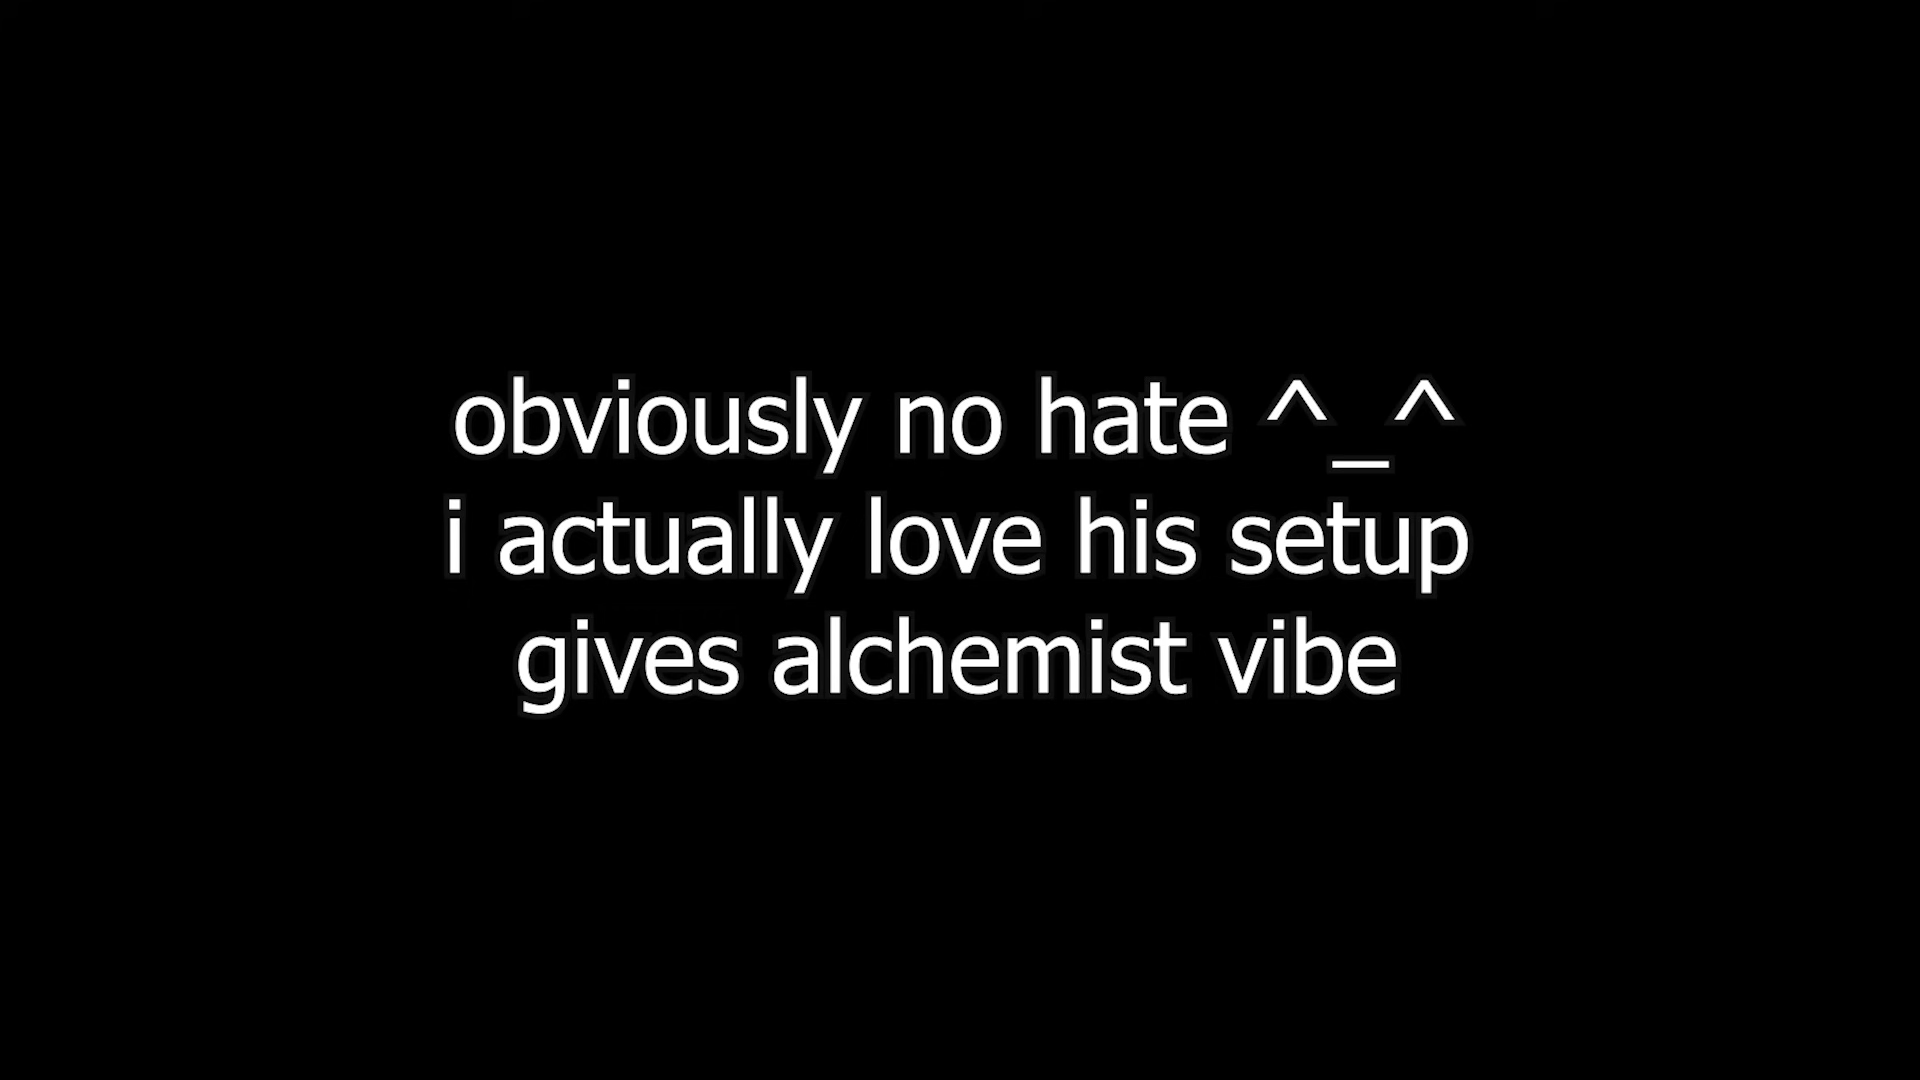 obviously no hate ^_^
i actually love his setup
gives alchemist vibe